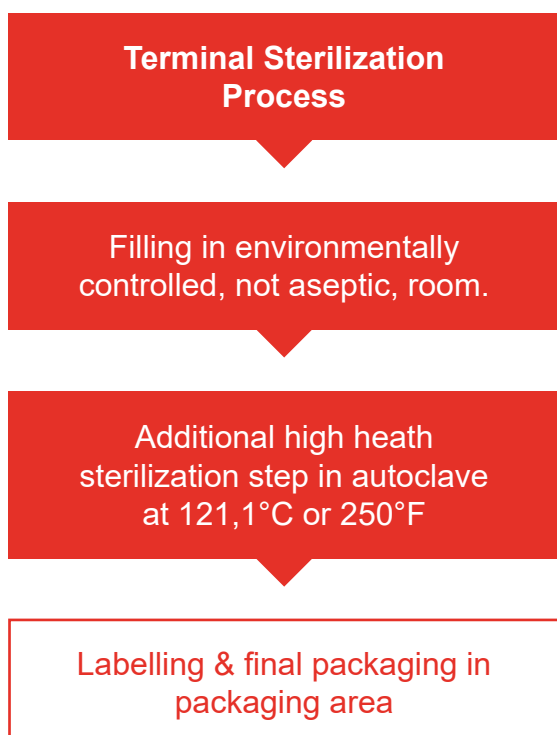 Terminal Sterilization
Process
Filling in environmentally
controlled, not aseptic, room.
Additional high heath
sterilization step in autoclave
at 121,1°C or 250°F
Labelling & final packaging in
packaging area